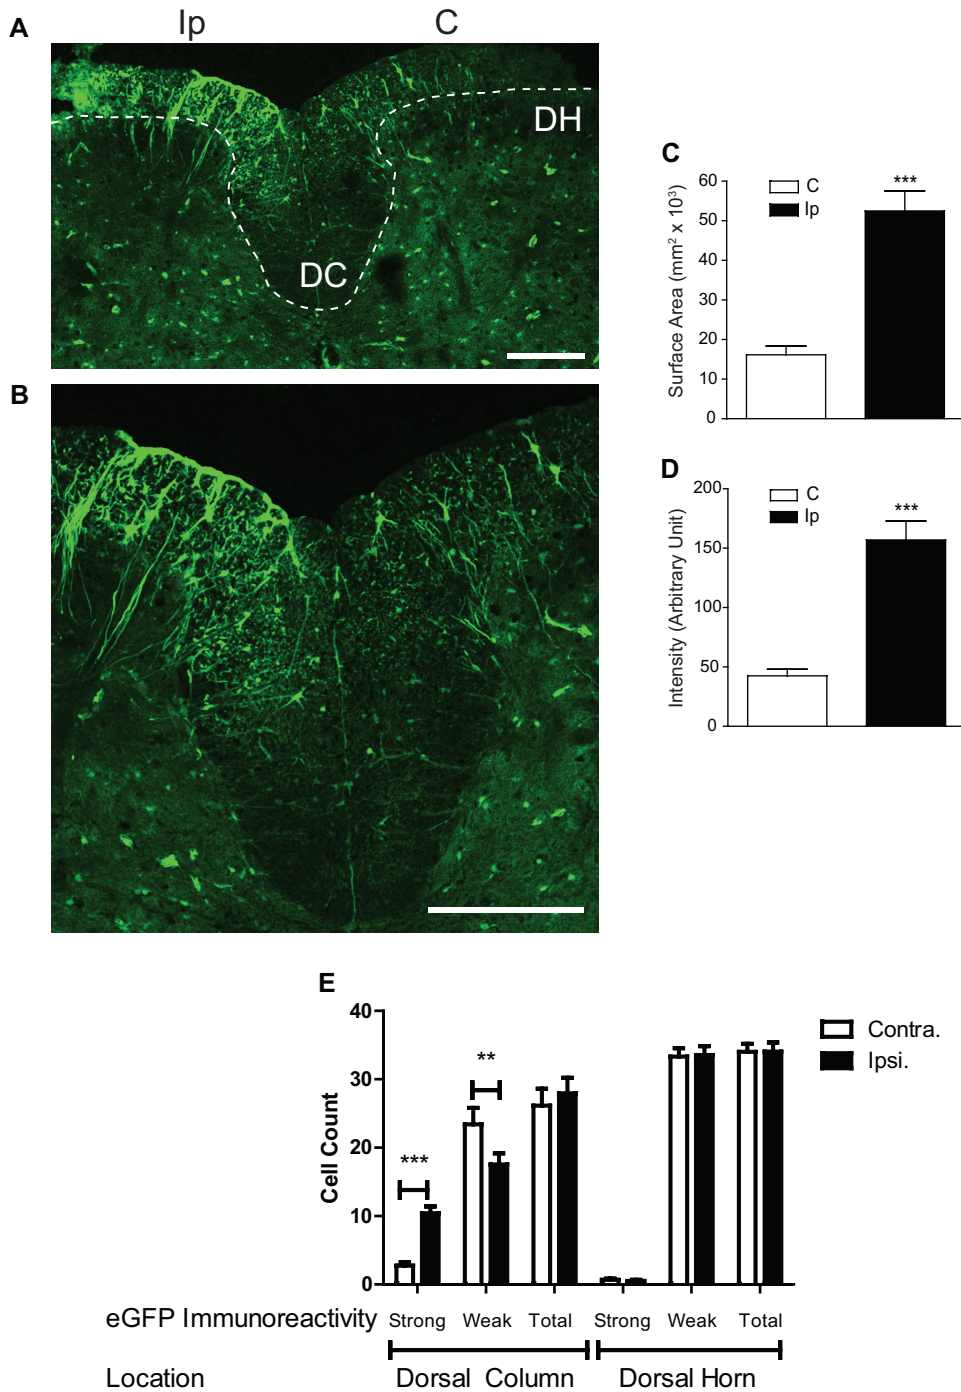 A
Ip
C
DH
DC
B
C
Surface Area (mm² x 10³)
60
50
40
30
20
10
0
C
Ip
***
D
Intensity (Arbitrary Unit)
200
150
100
50
0
C
Ip
***
E
Cell Count
40
30
20
10
0
***
**
Contra.
Ipsi.
eGFP Immunoreactivity Strong Weak Total Strong Weak Total
Location Dorsal Column Dorsal Horn